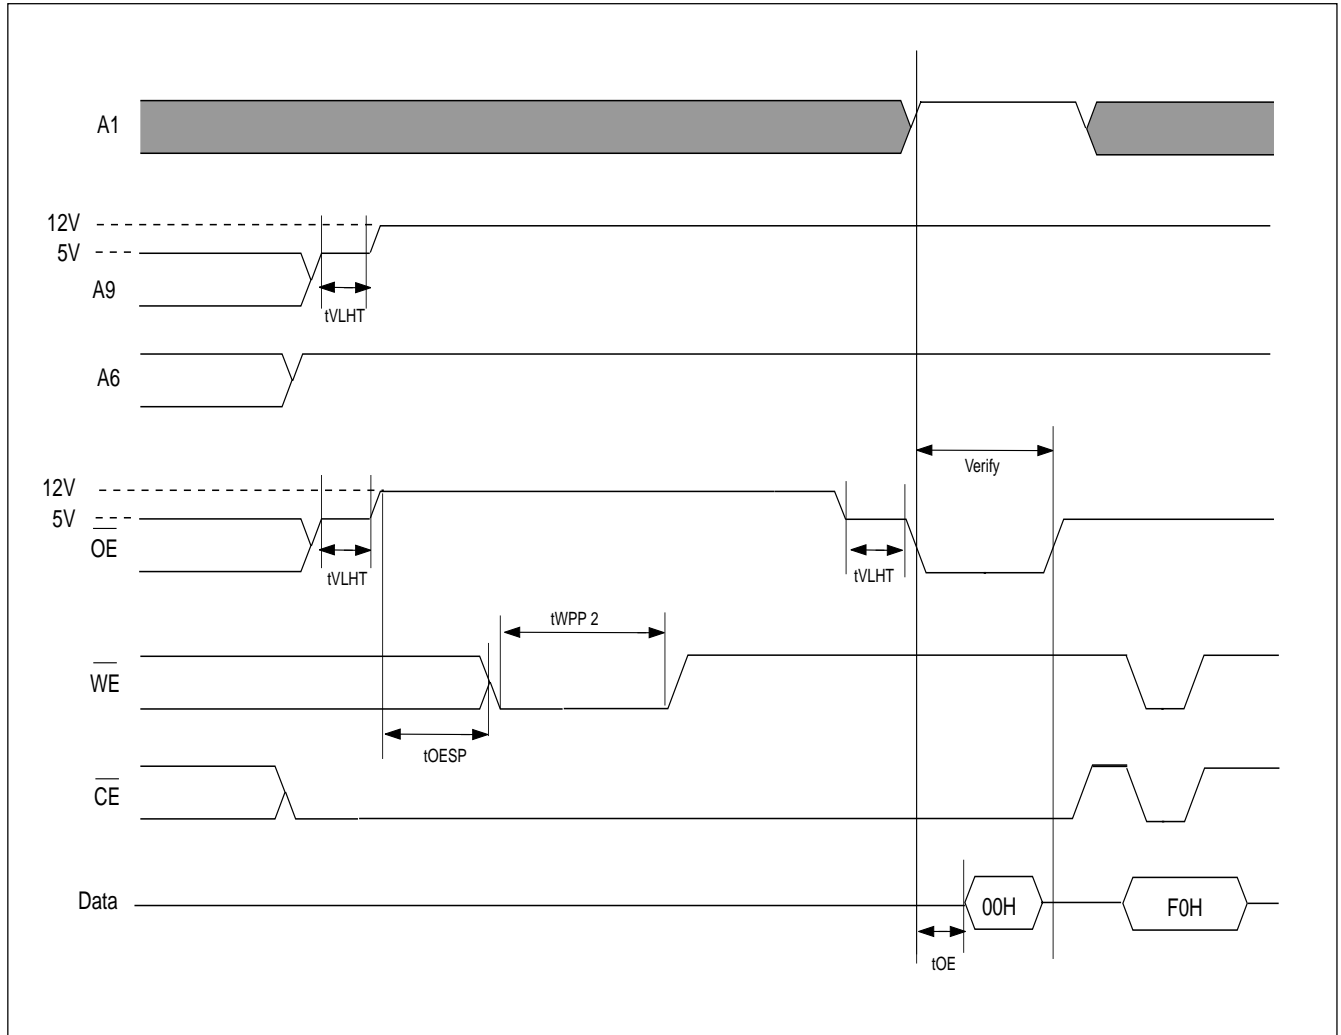 A1
12V
5V
A9
tVLHT
A6
Verify
12V
5V
OE
tVLHT
tVLHT
tWPP 2
WE
tOESP
CE
Data
00H
F0H
tOE